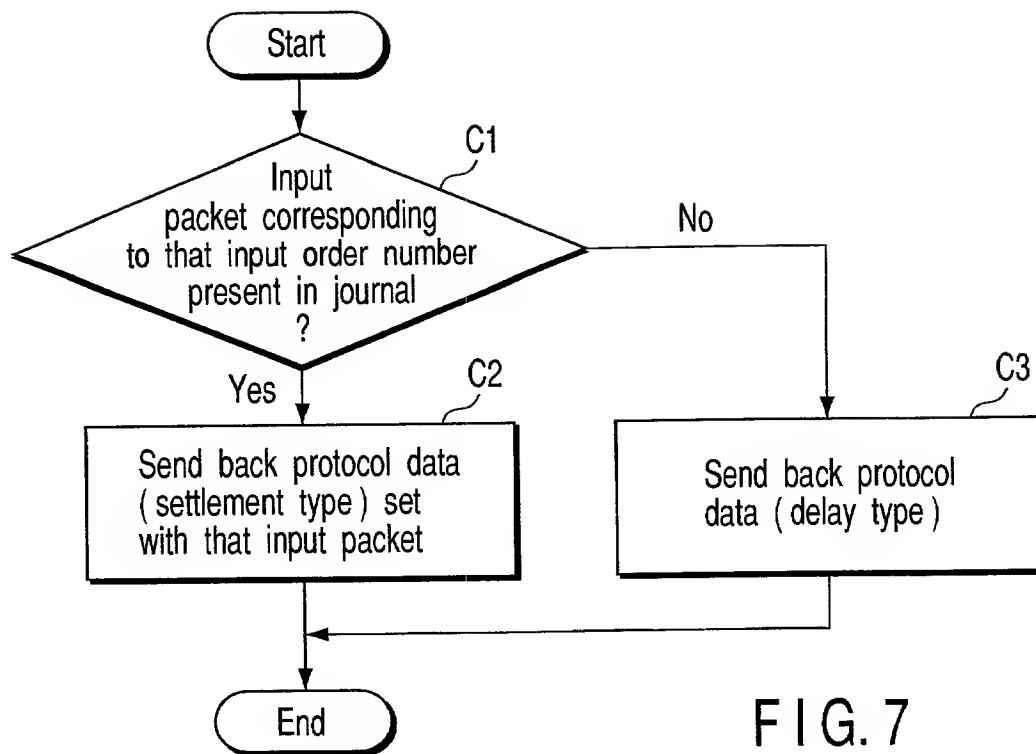 Start
C1
Input
packet corresponding
to that input order number
present in journal
?
No
Yes
C2
C3
Send back protocol data
(settlement type) set
with that input packet
Send back protocol
data (delay type)
End
FIG. 7